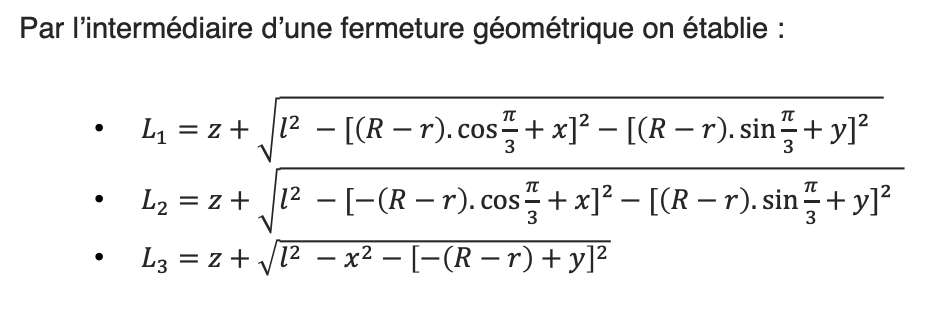 Par l'intermédiaire d'une fermeture géométrique on établie :
• L₁ = z + √(l² − [(R − r).cos π/3 + x]² − [(R − r).sin π/3 + y]²)
• L₂ = z + √(l² − [−(R − r).cos π/3 + x]² − [(R − r).sin π/3 + y]²)
• L₃ = z + √(l² − x² − [−(R − r) + y]²)